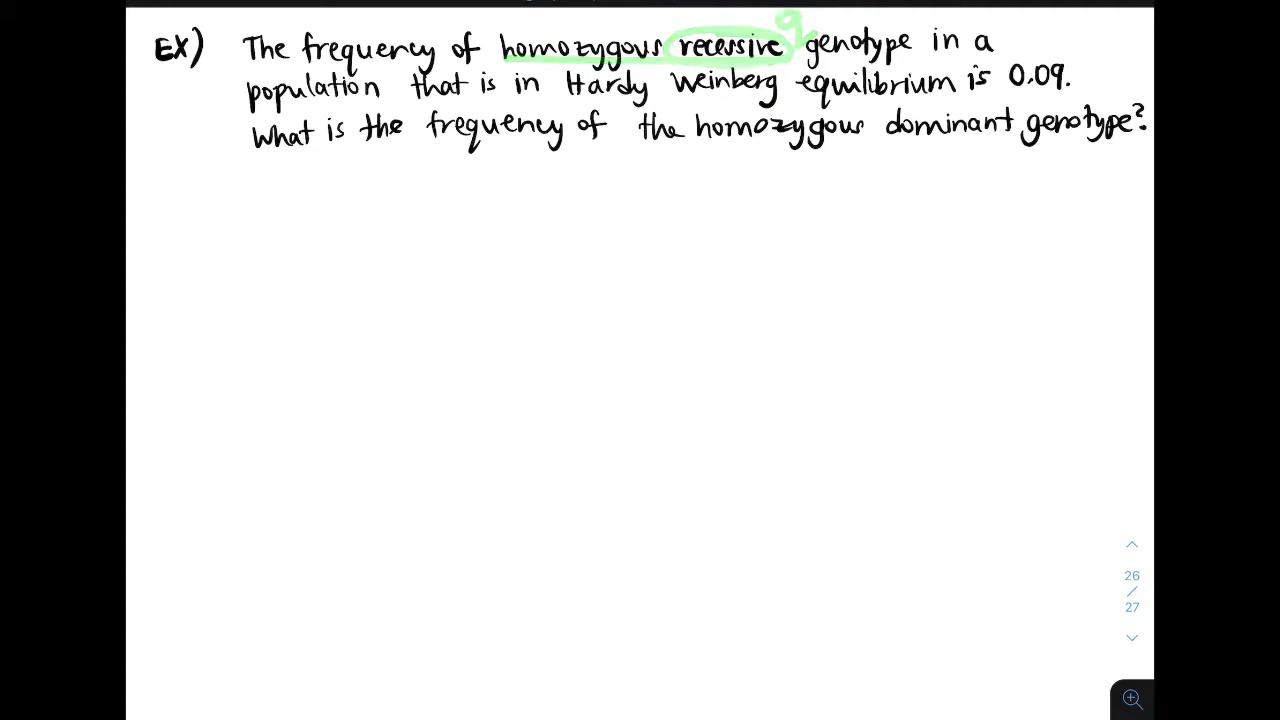 q
EX) The frequency of homozygous recessive genotype in a
population that is in Hardy Weinberg equilibrium is 0.09.
What is the frequency of the homozygous dominant genotype?
26
/
27